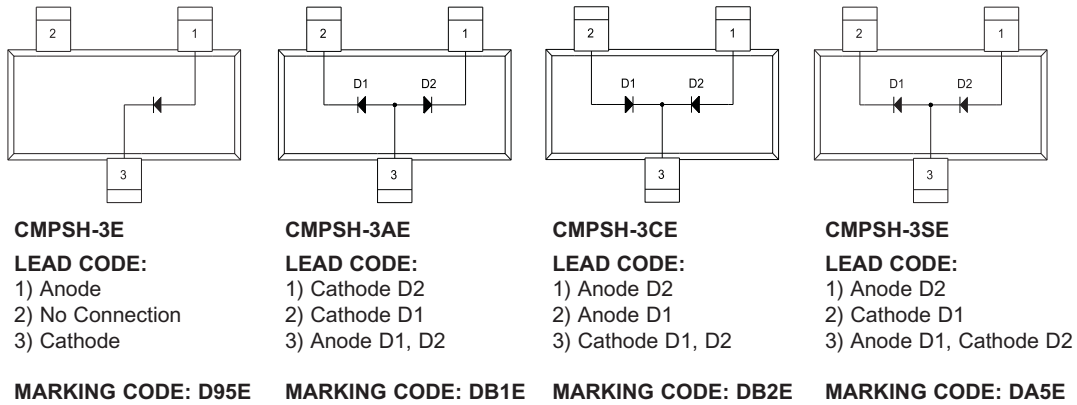 2 1
3
CMPSH-3E
LEAD CODE:
1) Anode
2) No Connection
3) Cathode
MARKING CODE: D95E
2 1
D1 D2
3
CMPSH-3AE
LEAD CODE:
1) Cathode D2
2) Cathode D1
3) Anode D1, D2
MARKING CODE: DB1E
2 1
D1 D2
3
CMPSH-3CE
LEAD CODE:
1) Anode D2
2) Anode D1
3) Cathode D1, D2
MARKING CODE: DB2E
2 1
D1 D2
3
CMPSH-3SE
LEAD CODE:
1) Anode D2
2) Cathode D1
3) Anode D1, Cathode D2
MARKING CODE: DA5E